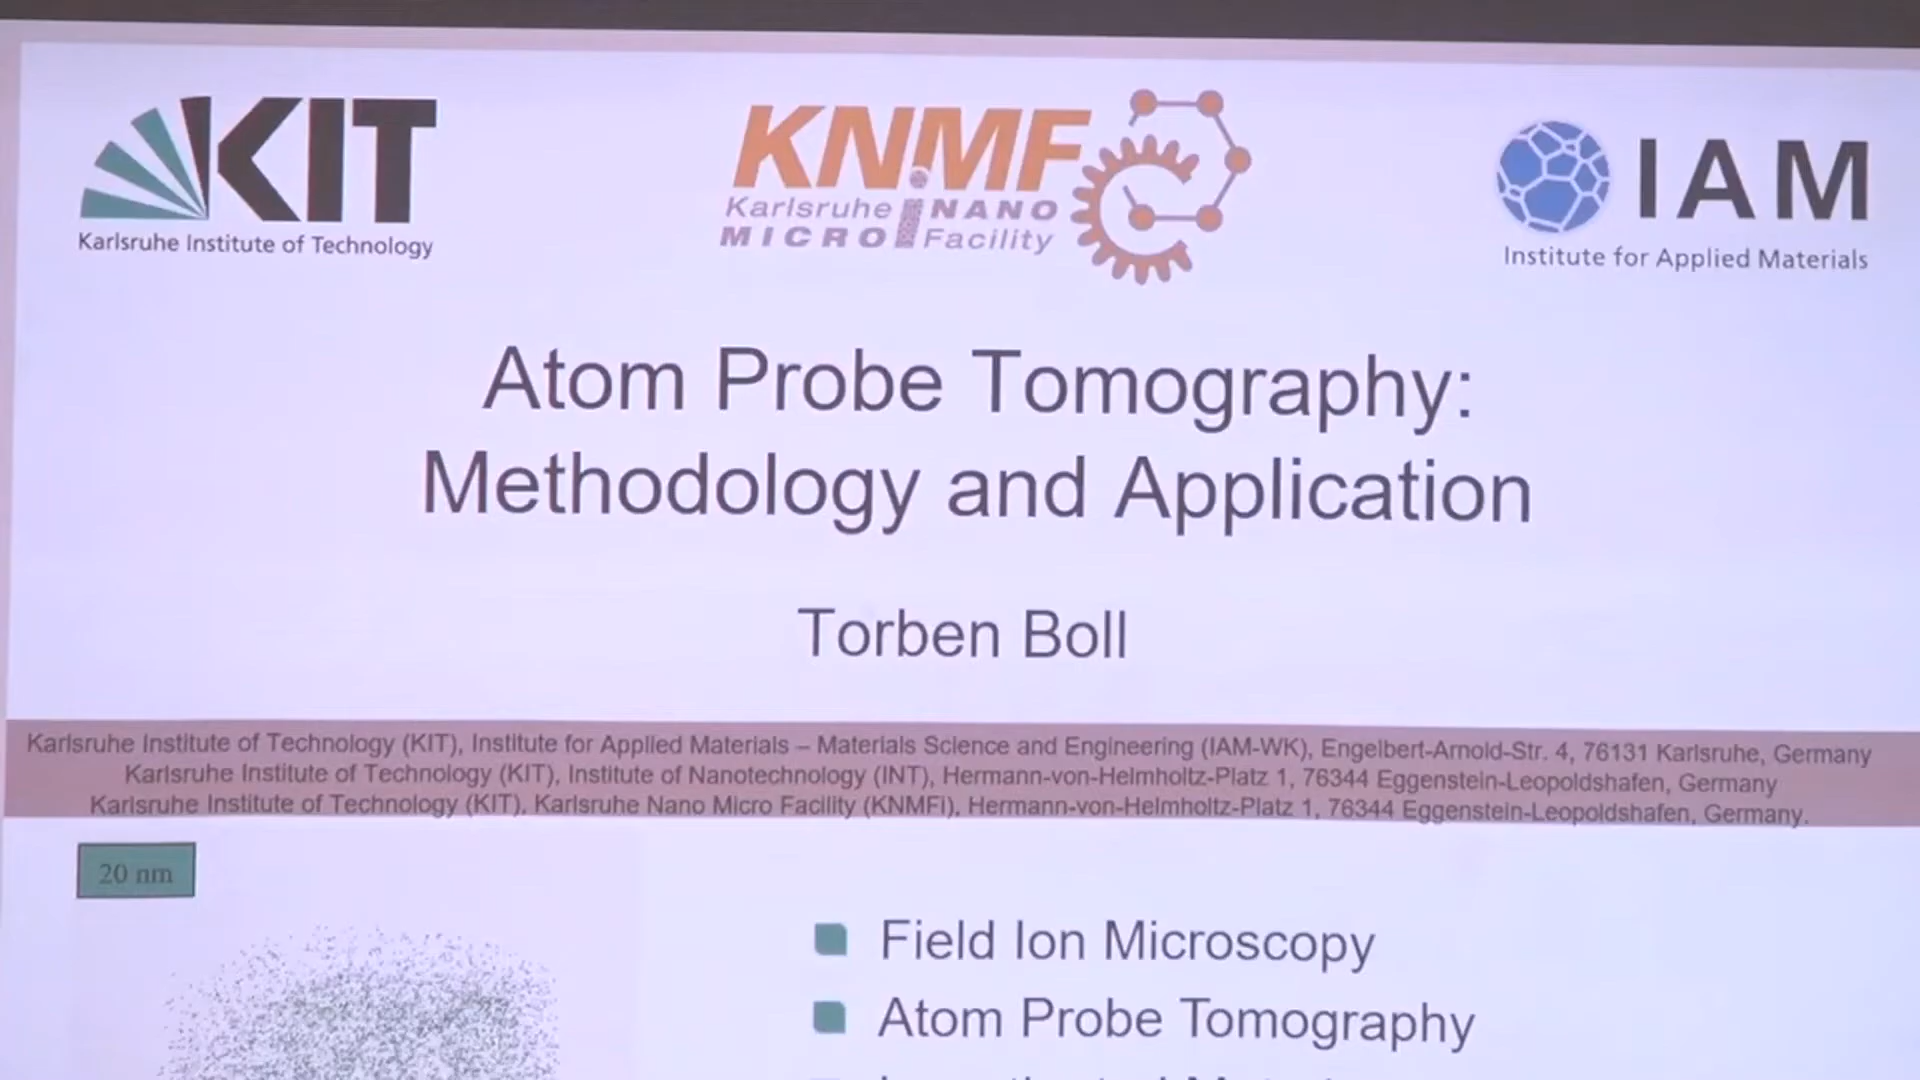 KIT
Karlsruhe Institute of Technology
KNMF
Karlsruhe NANO
MICRO Facility
IAM
Institute for Applied Materials
Atom Probe Tomography:
Methodology and Application
Torben Boll
Karlsruhe Institute of Technology (KIT), Institute for Applied Materials – Materials Science and Engineering (IAM-WK), Engelbert-Arnold-Str. 4, 76131 Karlsruhe, Germany
Karlsruhe Institute of Technology (KIT), Institute of Nanotechnology (INT), Hermann-von-Helmholtz-Platz 1, 76344 Eggenstein-Leopoldshafen, Germany
Karlsruhe Institute of Technology (KIT), Karlsruhe Nano Micro Facility (KNMFi), Hermann-von-Helmholtz-Platz 1, 76344 Eggenstein-Leopoldshafen, Germany.
20 nm
Field Ion Microscopy
Atom Probe Tomography